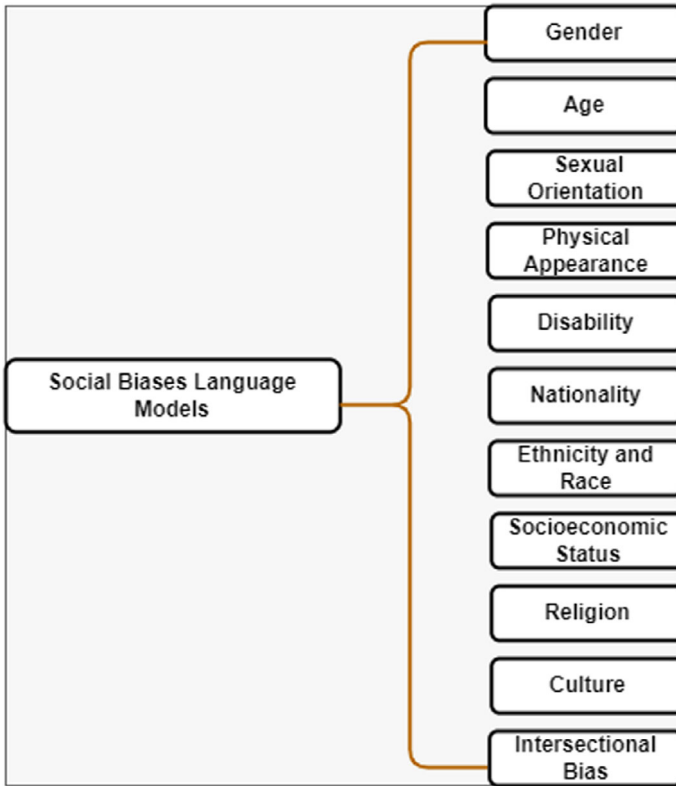 Gender
Age
Sexual
Orientation
Physical
Appearance
Disability
Social Biases Language
Models
Nationality
Ethnicity and
Race
Socioeconomic
Status
Religion
Culture
Intersectional
Bias